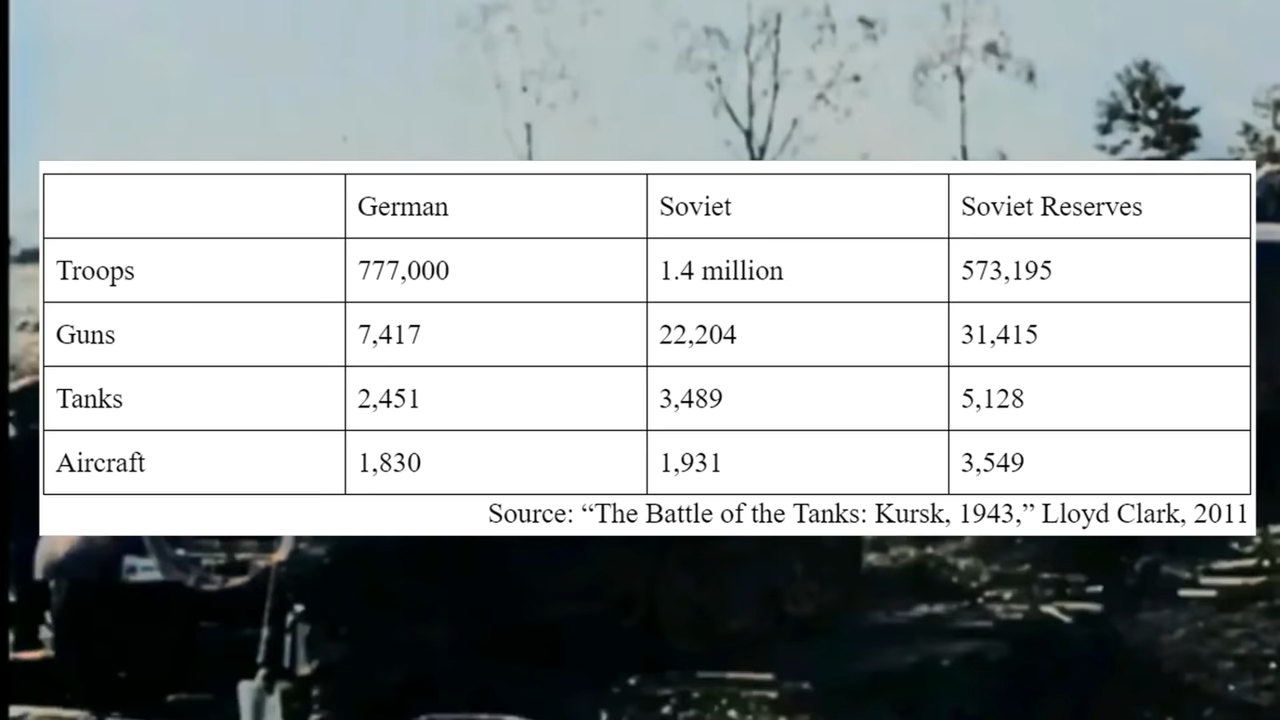 German Soviet Soviet Reserves
Troops 777,000 1.4 million 573,195
Guns 7,417 22,204 31,415
Tanks 2,451 3,489 5,128
Aircraft 1,830 1,931 3,549
Source: “The Battle of the Tanks: Kursk, 1943,” Lloyd Clark, 2011